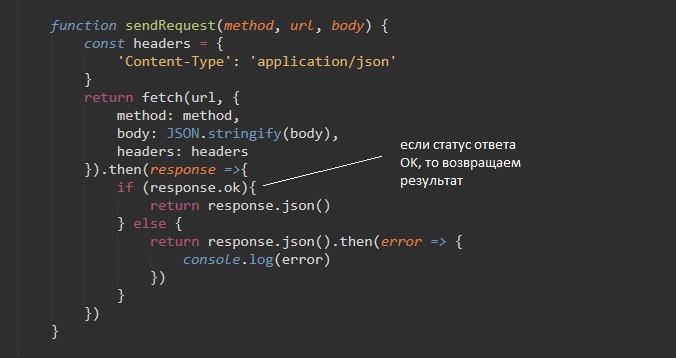 function sendRequest(method, url, body) {
const headers = {
'Content-Type': 'application/json'
}
return fetch(url, {
method: method,
body: JSON.stringify(body),
headers: headers
}).then(response =>{
if (response.ok){
return response.json()
} else {
return response.json().then(error => {
console.log(error)
})
}
})
}
если статус ответа
ОК, то возвращаем
результат